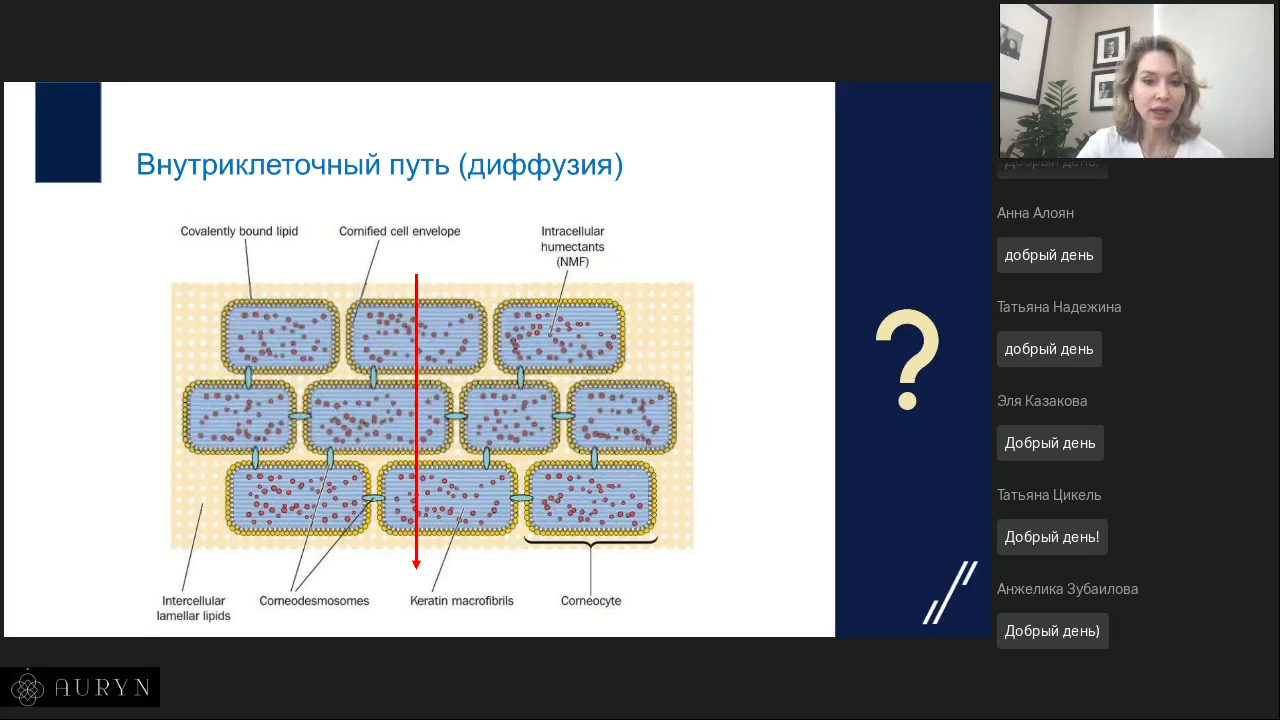 Внутриклеточный путь (диффузия)
Covalently bound lipid
Cornified cell envelope
Intracellular
humectants
(NMF)
Intercellular
lamellar lipids
Corneodesmosomes
Keratin macrofibrils
Corneocyte
?
AURYN
Добрый день,
Анна Алоян
добрый день
Татьяна Надежина
добрый день
Эля Казакова
Добрый день
Татьяна Цикель
Добрый день!
Анжелика Зубаилова
Добрый день)